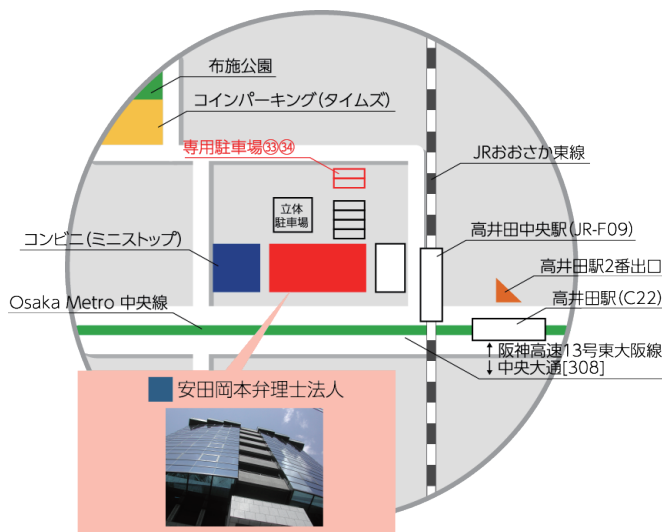 布施公園
コインパーキング(タイムズ)
専用駐車場㉝㉞
JRおおさか東線
立体
駐車場
高井田中央駅(JR-F09)
コンビニ(ミニストップ)
高井田駅2番出口
高井田駅(C22)
Osaka Metro 中央線
↑ 阪神高速13号東大阪線
↓ 中央大通[308]
安田岡本弁理士法人